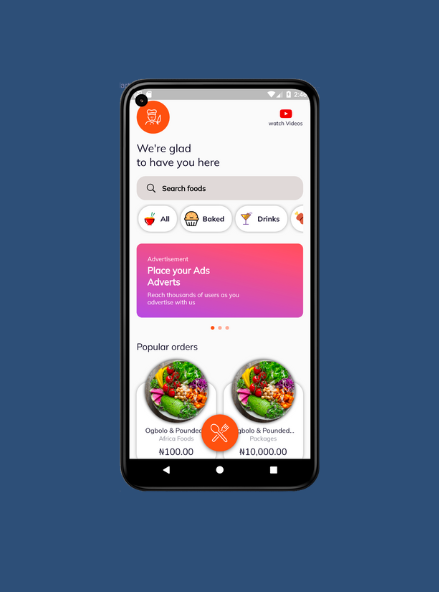 We're glad
to have you here
watch Videos
Search foods
All
Baked
Drinks
Advertisement
Place your Ads
Adverts
Reach thousands of users as you
advertise with us
Popular orders
Ogbolo & Pounded
Africa Foods
₦100.00
gbolo & Pounded...
Packages
₦10,000.00